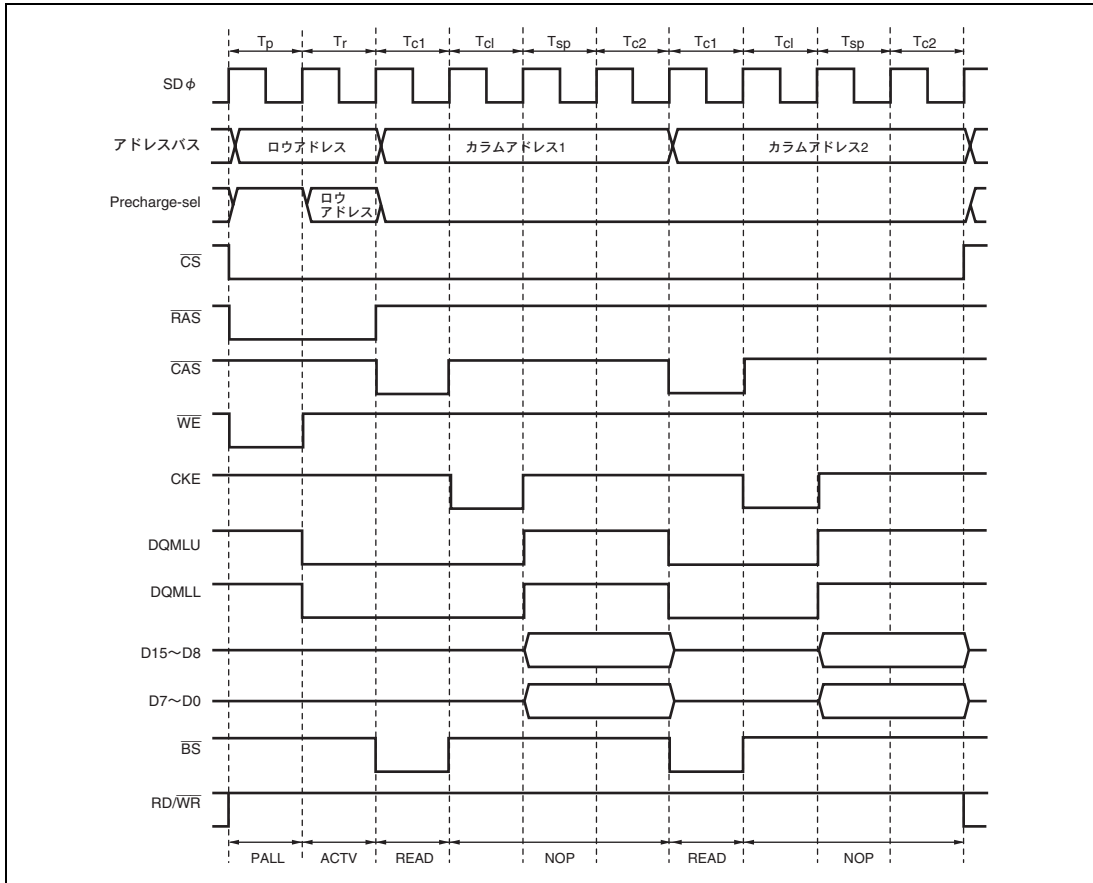 Tp Tr Tc1 Tcl Tsp Tc2 Tc1 Tcl Tsp Tc2
SDφ
アドレスバス ロウアドレス カラムアドレス1 カラムアドレス2
Precharge-sel ロウ
アドレス
CS
RAS
CAS
WE
CKE
DQMLU
DQMLL
D15～D8
D7～D0
BS
RD/WR
PALL ACTV READ NOP READ NOP